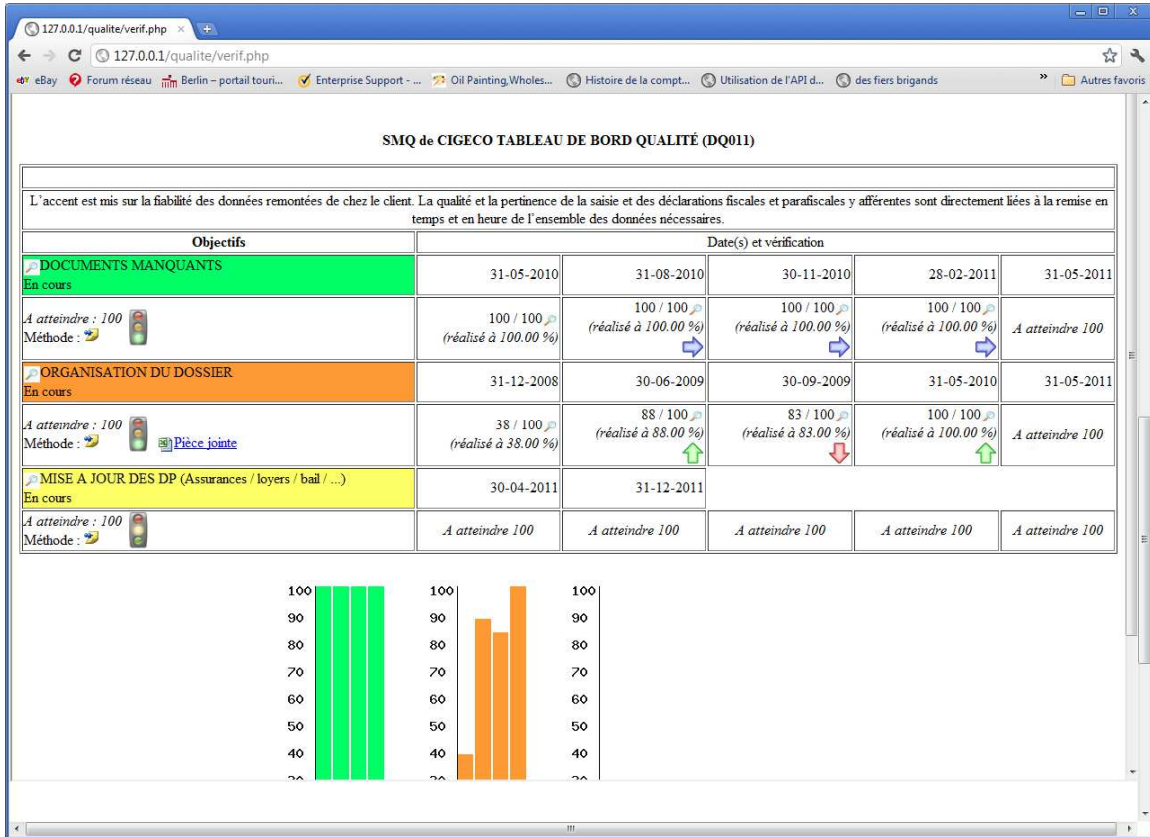 127.0.0.1/qualite/verif.php
127.0.0.1/qualite/verif.php
eBay Forum réseau Berlin – portail touri... Enterprise Support - ... Oil Painting,Wholes... Histoire de la compt... Utilisation de l'API d... des fiers brigands » Autres favoris
SMQ de CIGECO TABLEAU DE BORD QUALITÉ (DQ011)
L'accent est mis sur la fiabilité des données remontées de chez le client. La qualité et la pertinence de la saisie et des déclarations fiscales et parafiscales y afférentes sont directement liées à la remise en
temps et en heure de l'ensemble des données nécessaires.
Objectifs Date(s) et vérification
DOCUMENTS MANQUANTS
En cours
31-05-2010 31-08-2010 30-11-2010 28-02-2011 31-05-2011
A atteindre : 100
Méthode :
100 / 100
(réalisé à 100.00 %)
100 / 100
(réalisé à 100.00 %)
100 / 100
(réalisé à 100.00 %)
100 / 100
(réalisé à 100.00 %)
A atteindre 100
ORGANISATION DU DOSSIER
En cours
31-12-2008 30-06-2009 30-09-2009 31-05-2010 31-05-2011
A atteindre : 100
Méthode : Pièce jointe
38 / 100
(réalisé à 38.00 %)
88 / 100
(réalisé à 88.00 %)
83 / 100
(réalisé à 83.00 %)
100 / 100
(réalisé à 100.00 %)
A atteindre 100
MISE A JOUR DES DP (Assurances / loyers / bail / ...)
En cours
30-04-2011 31-12-2011
A atteindre : 100
Méthode :
A atteindre 100 A atteindre 100 A atteindre 100 A atteindre 100 A atteindre 100
100 100 100
90 90 90
80 80 80
70 70 70
60 60 60
50 50 50
40 40 40